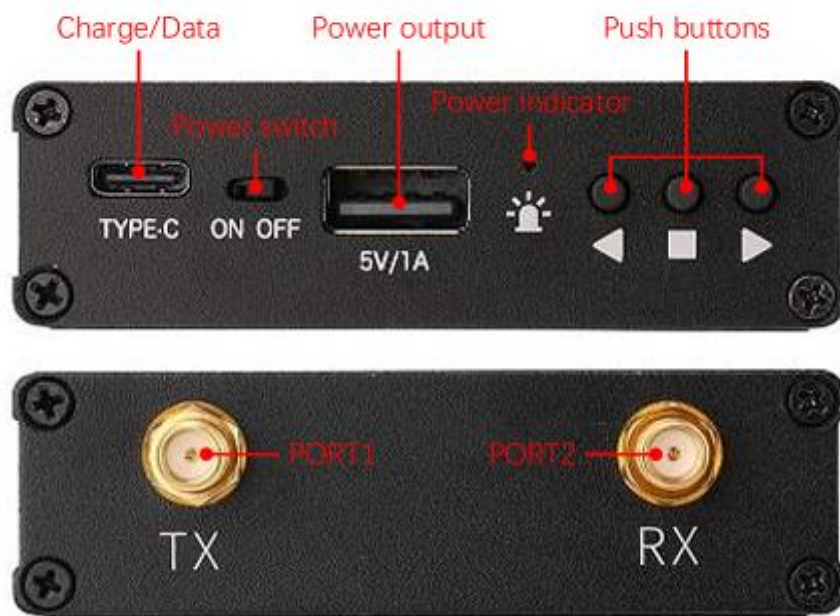 Charge/Data
Power output
Push buttons
Power indicator
Power switch
TYPE-C
ON OFF
5V/1A
PORT1
PORT2
TX
RX